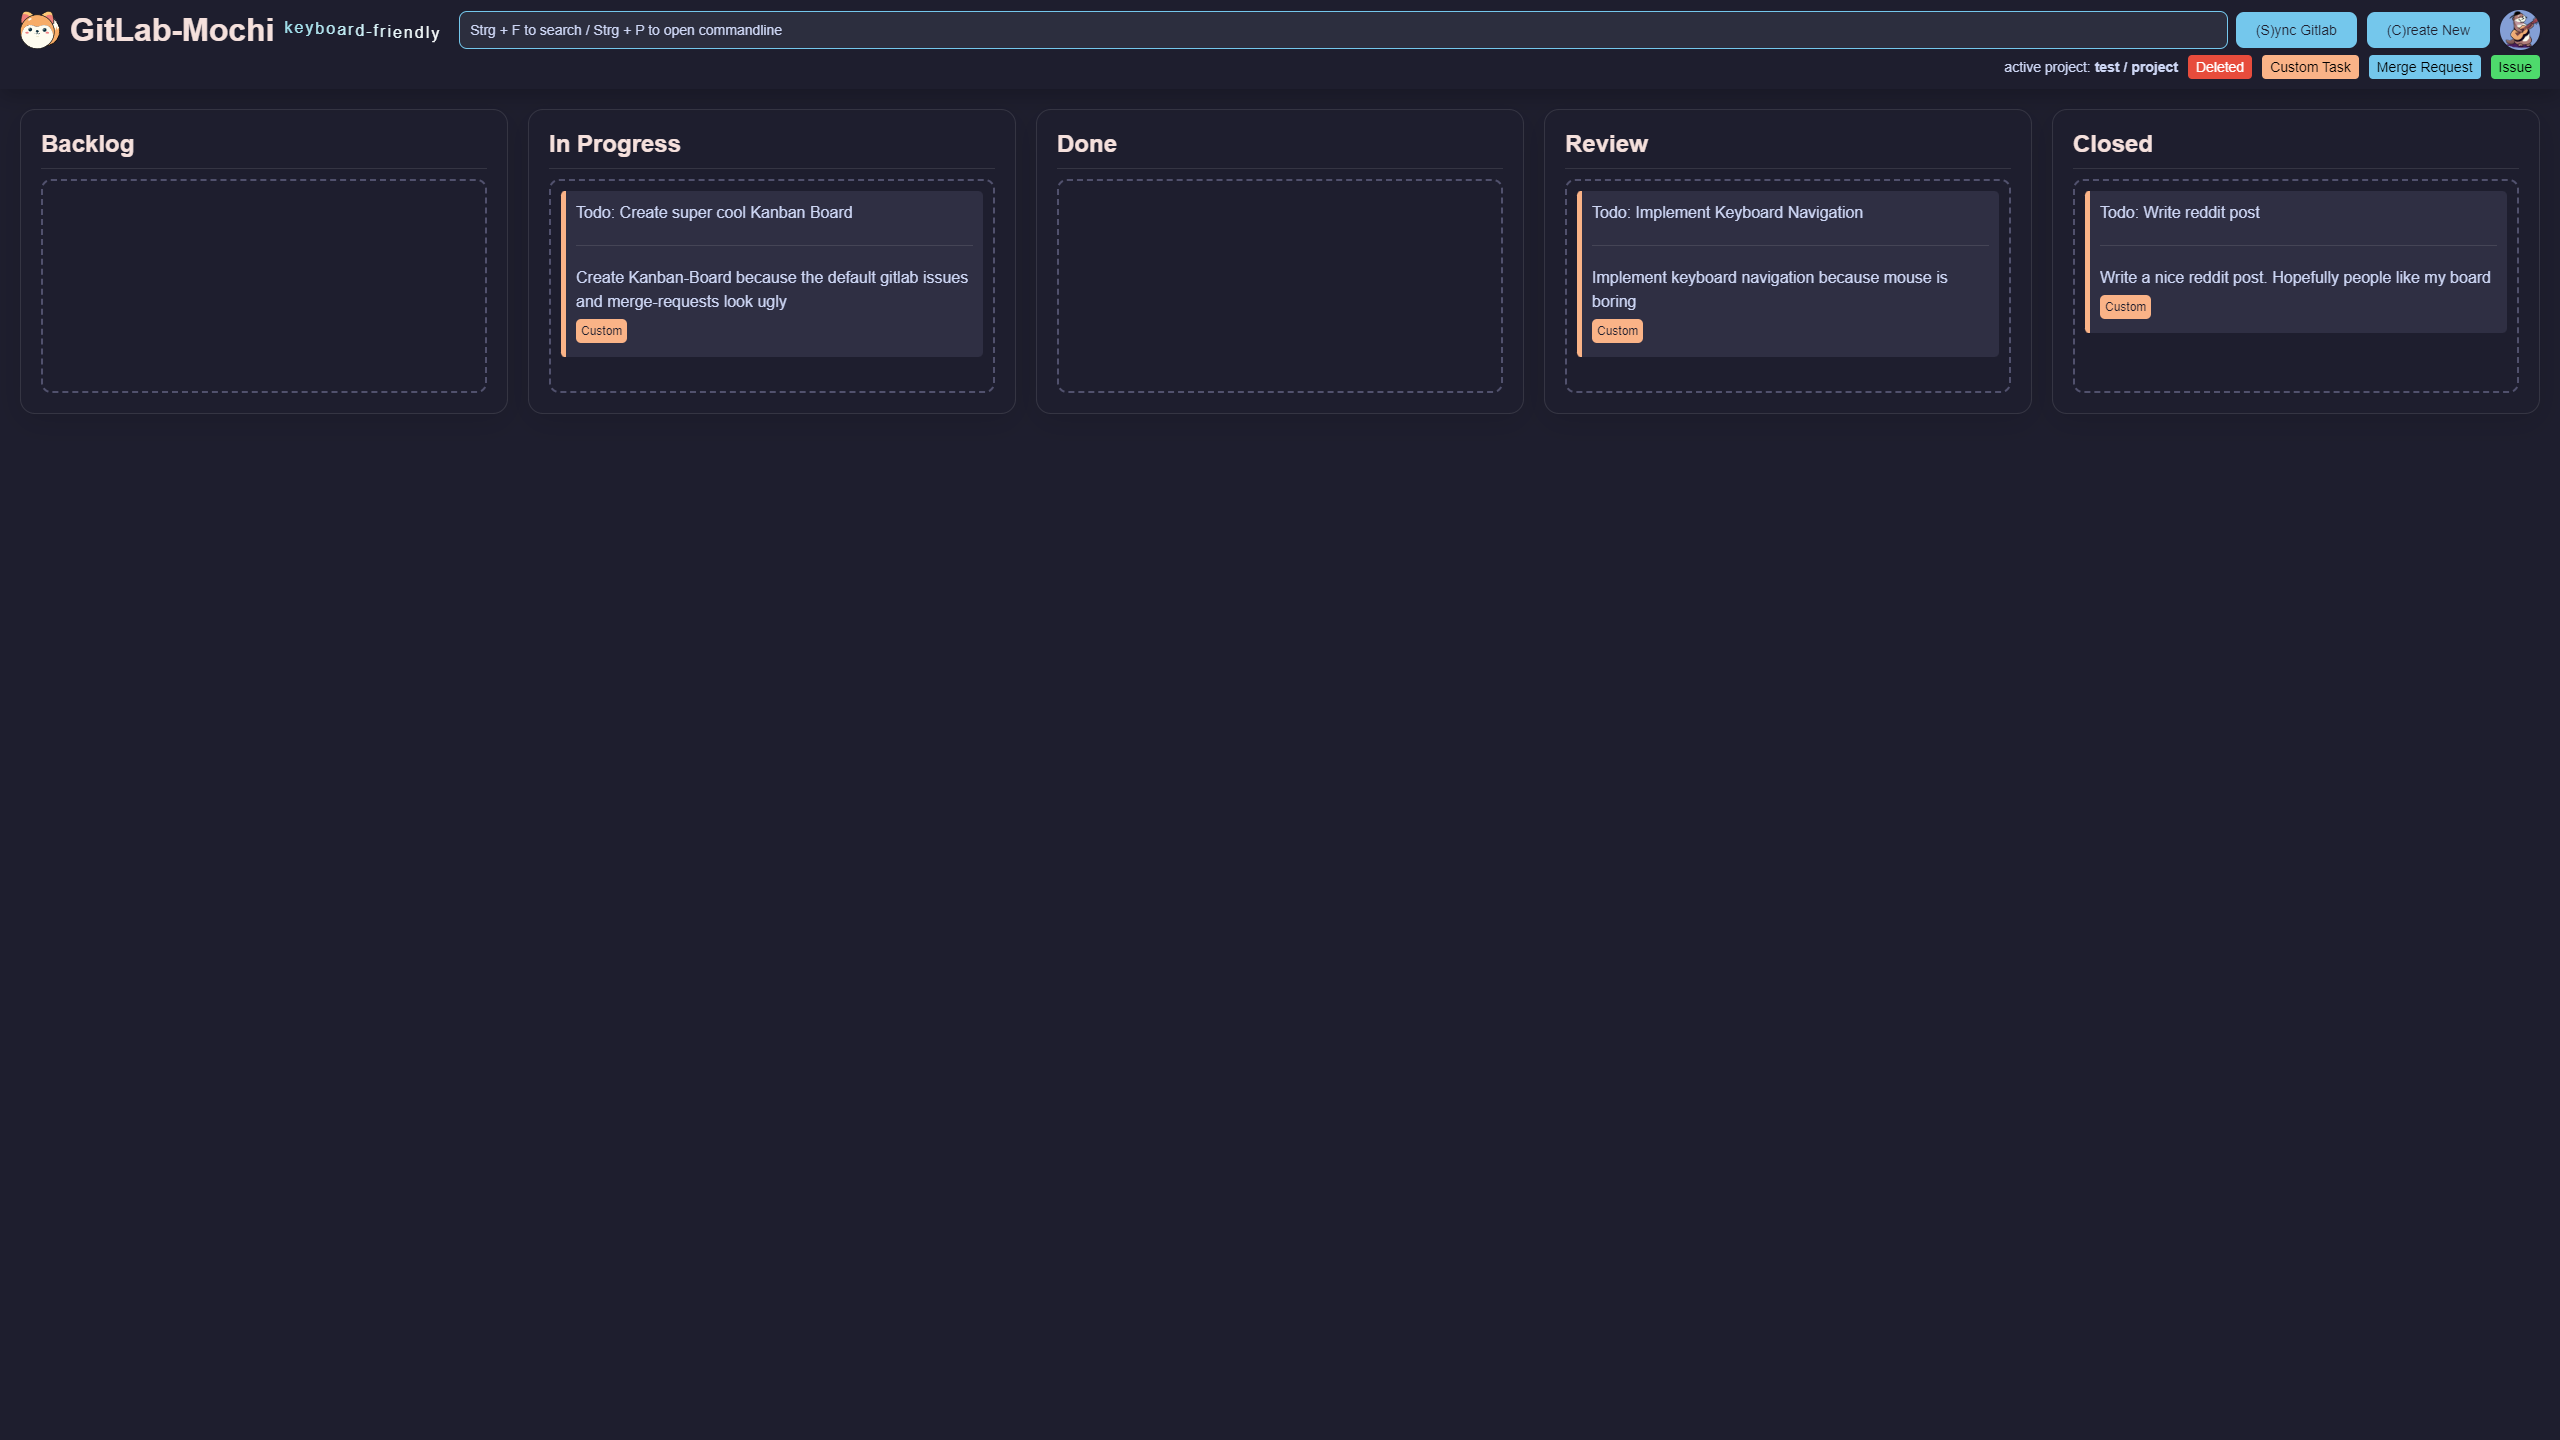 GitLab-Mochi keyboard-friendly
Strg + F to search / Strg + P to open commandline
(S)ync Gitlab
(C)reate New
active project: test / project
Deleted
Custom Task
Merge Request
Issue
Backlog
In Progress
Todo: Create super cool Kanban Board
Create Kanban-Board because the default gitlab issues
and merge-requests look ugly
Custom
Done
Review
Todo: Implement Keyboard Navigation
Implement keyboard navigation because mouse is
boring
Custom
Closed
Todo: Write reddit post
Write a nice reddit post. Hopefully people like my board
Custom